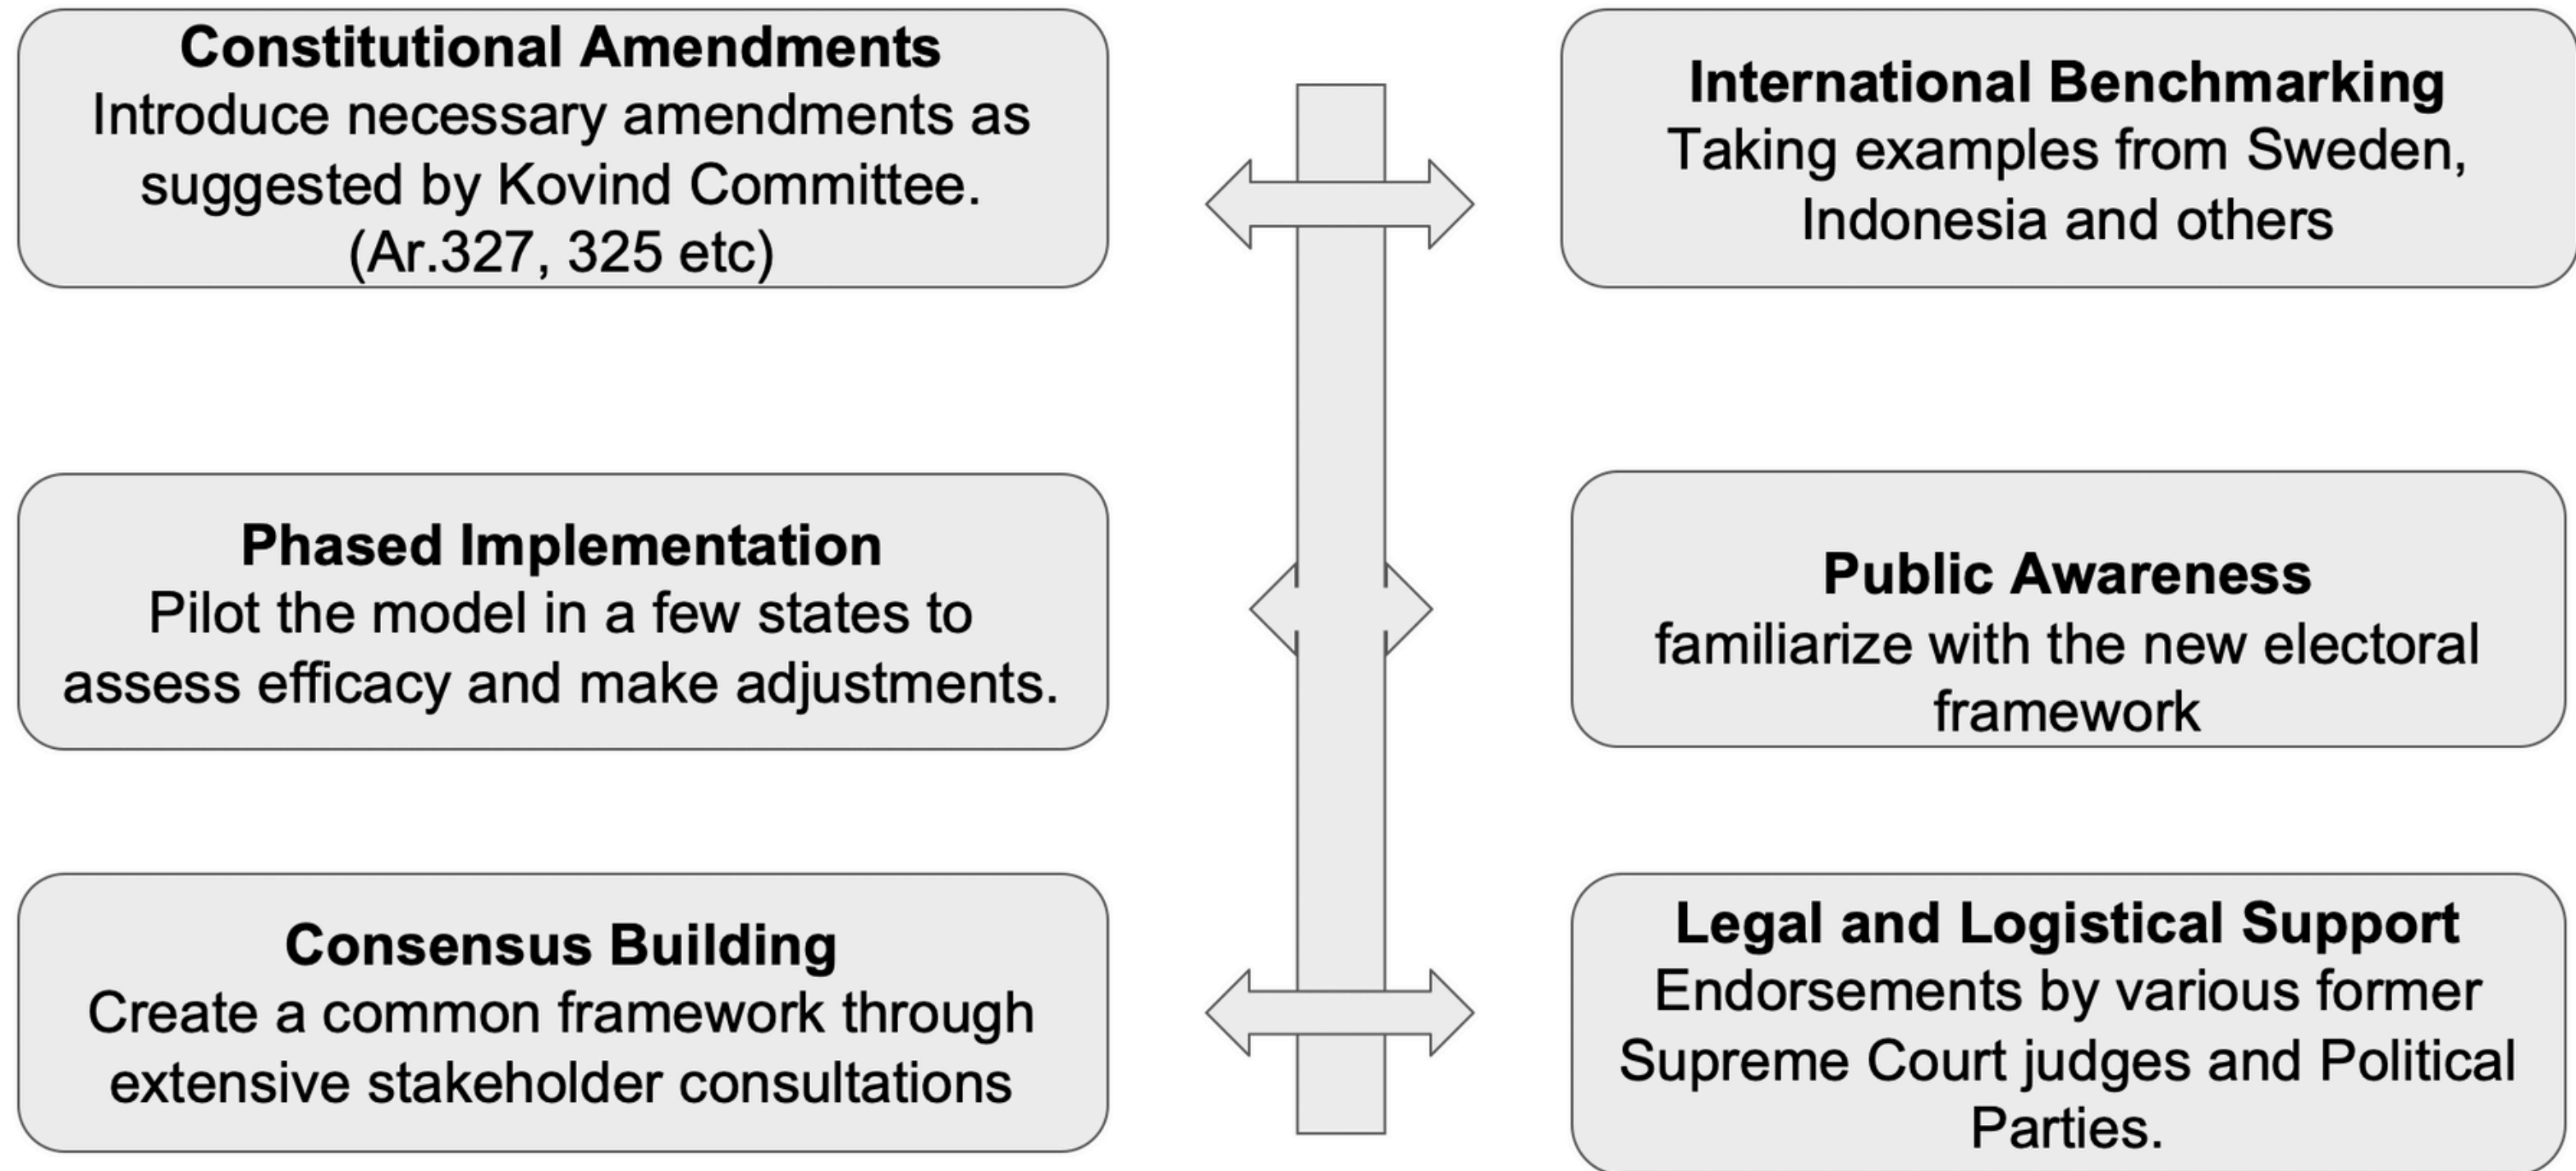 Constitutional Amendments
Introduce necessary amendments as
suggested by Kovind Committee.
(Ar.327, 325 etc)
International Benchmarking
Taking examples from Sweden,
Indonesia and others
Phased Implementation
Pilot the model in a few states to
assess efficacy and make adjustments.
Public Awareness
familiarize with the new electoral
framework
Consensus Building
Create a common framework through
extensive stakeholder consultations
Legal and Logistical Support
Endorsements by various former
Supreme Court judges and Political
Parties.